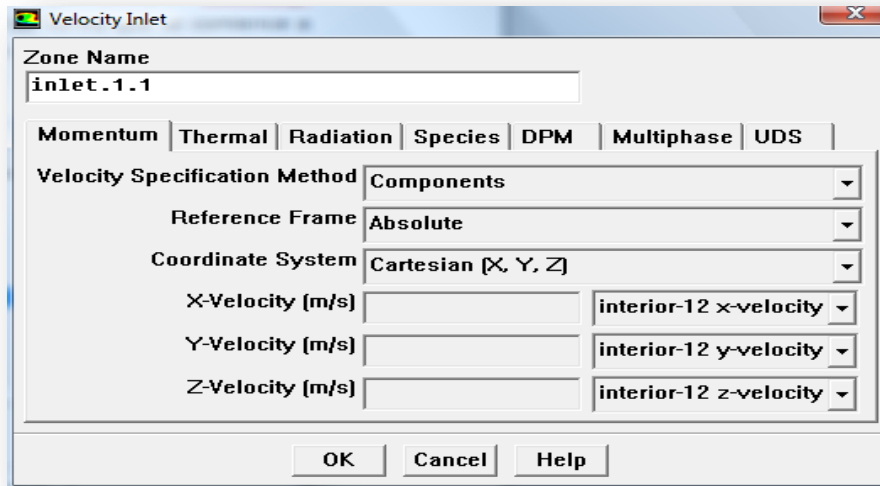 Velocity Inlet
Zone Name
inlet.1.1
Momentum Thermal Radiation Species DPM Multiphase UDS
Velocity Specification Method Components
Reference Frame Absolute
Coordinate System Cartesian (X, Y, Z)
X-Velocity (m/s) interior-12 x-velocity
Y-Velocity (m/s) interior-12 y-velocity
Z-Velocity (m/s) interior-12 z-velocity
OK Cancel Help